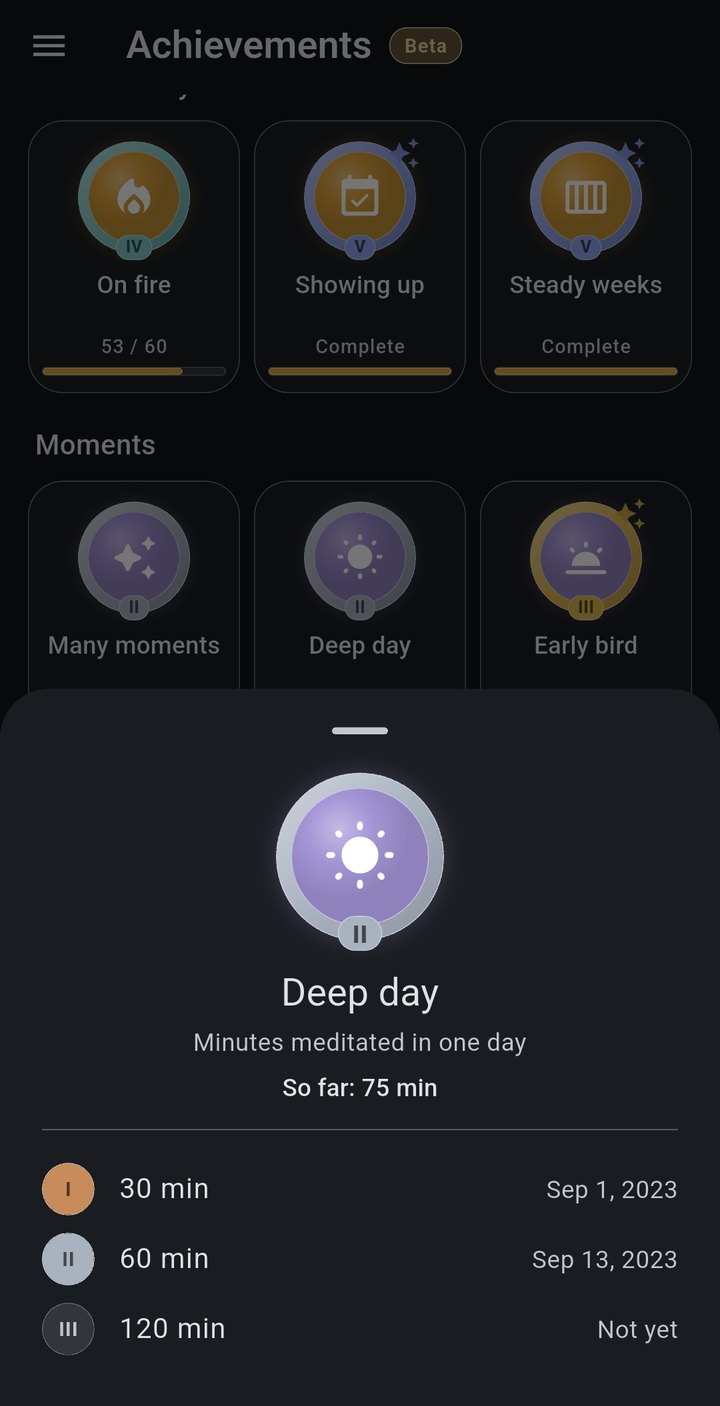 Achievements Beta
IV V V
On fire Showing up Steady weeks
53 / 60 Complete Complete
Moments
II II III
Many moments Deep day Early bird
II
Deep day
Minutes meditated in one day
So far: 75 min
I 30 min Sep 1, 2023
II 60 min Sep 13, 2023
III 120 min Not yet